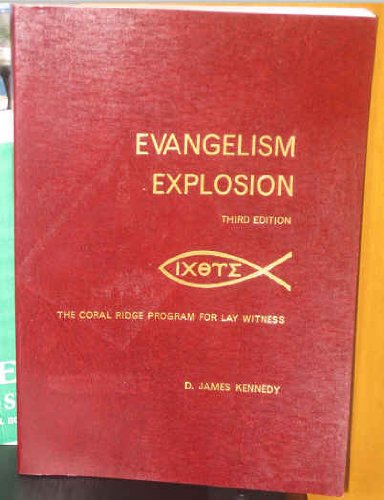 EVANGELISM
EXPLOSION
THIRD EDITION
ΙΧΘΥΣ
THE CORAL RIDGE PROGRAM FOR LAY WITNESS
D. JAMES KENNEDY